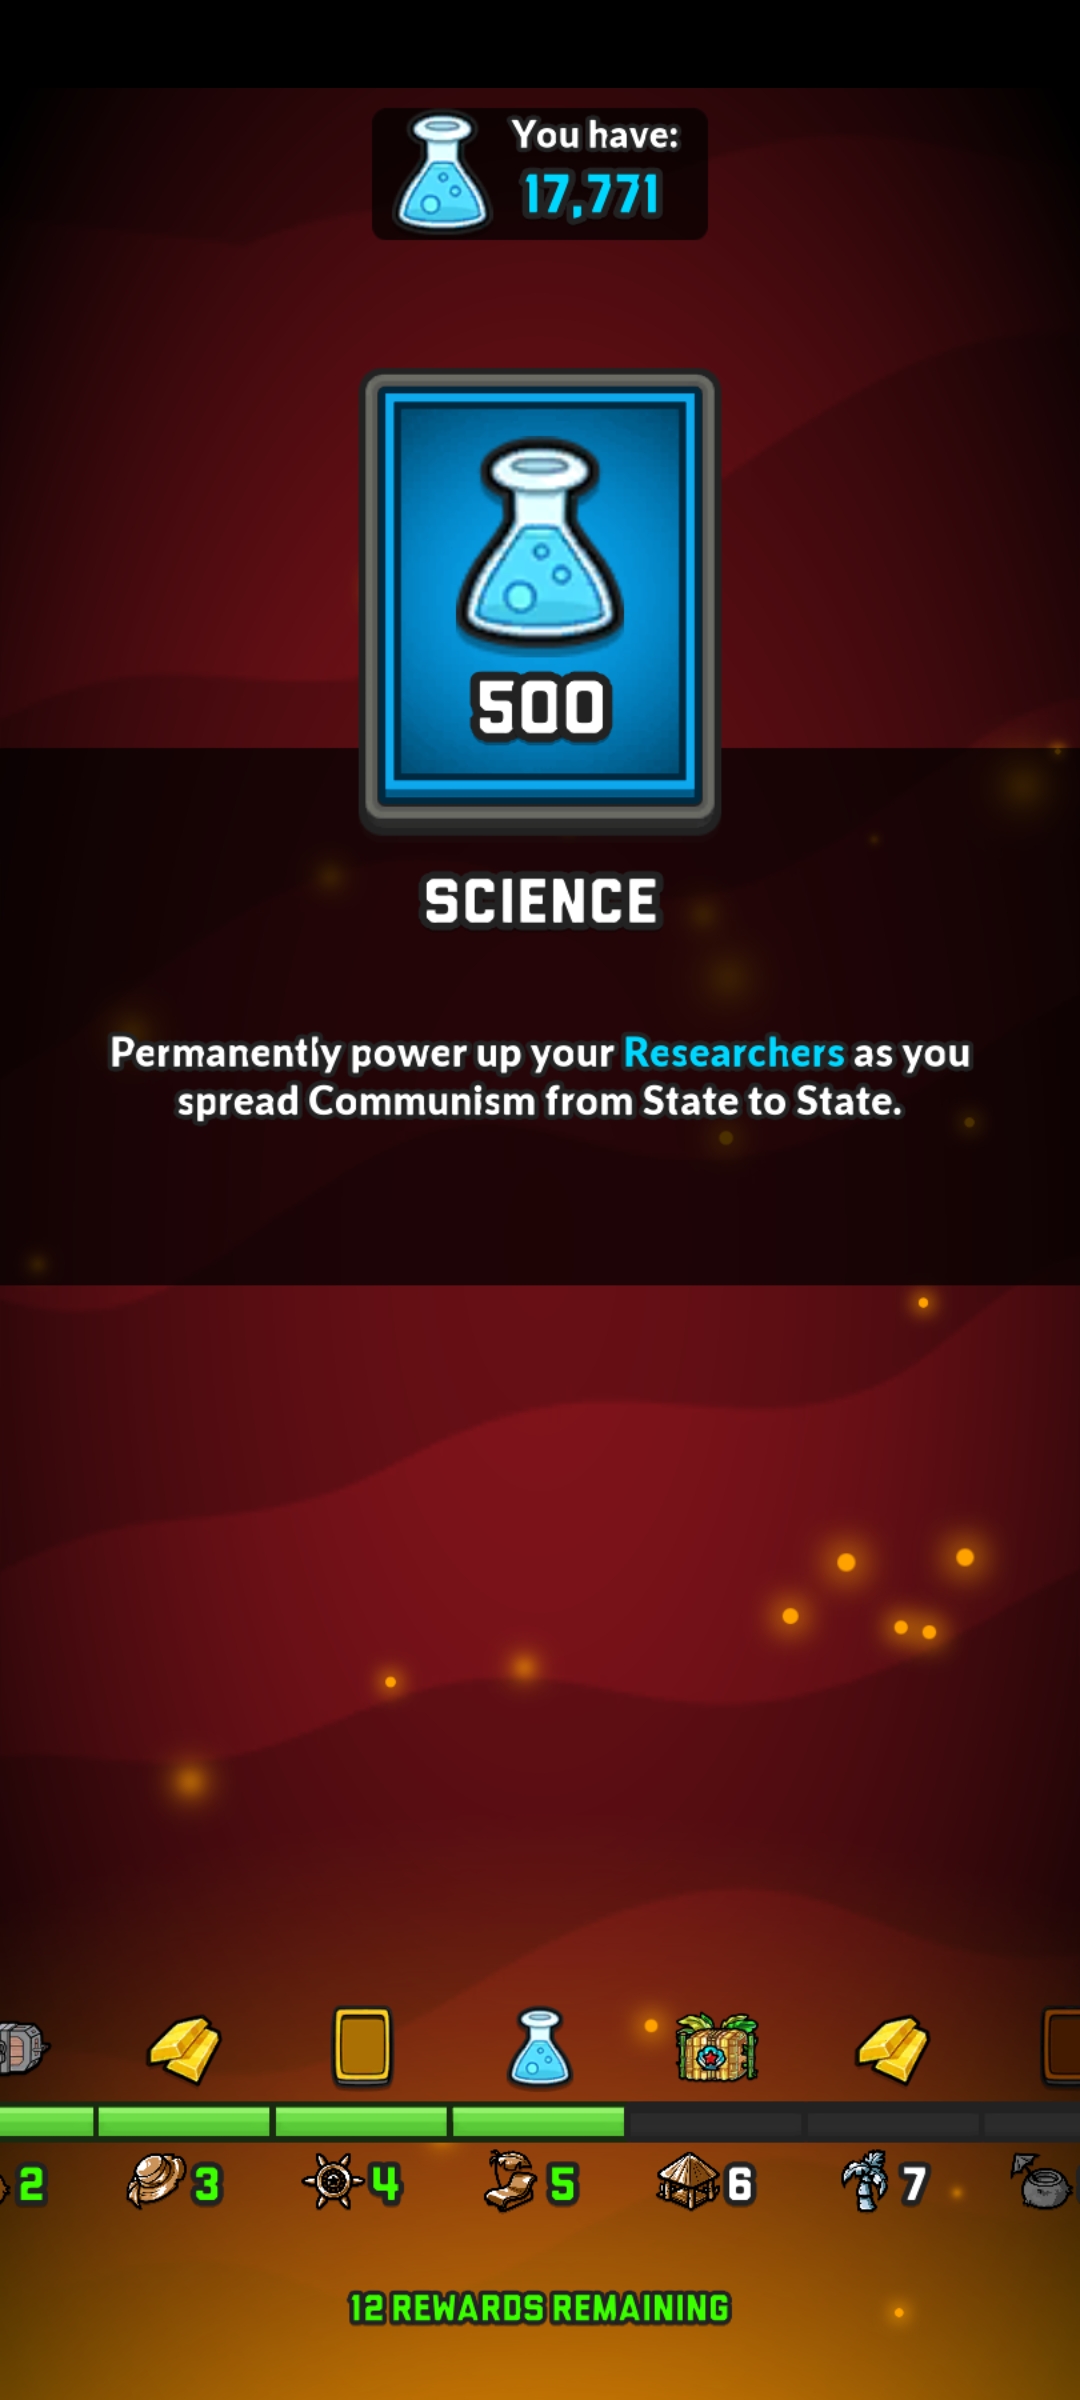 You have:
17,771
500
SCIENCE
Permanently power up your Researchers as you
spread Communism from State to State.
2 3 4 5 6 7
12 REWARDS REMAINING